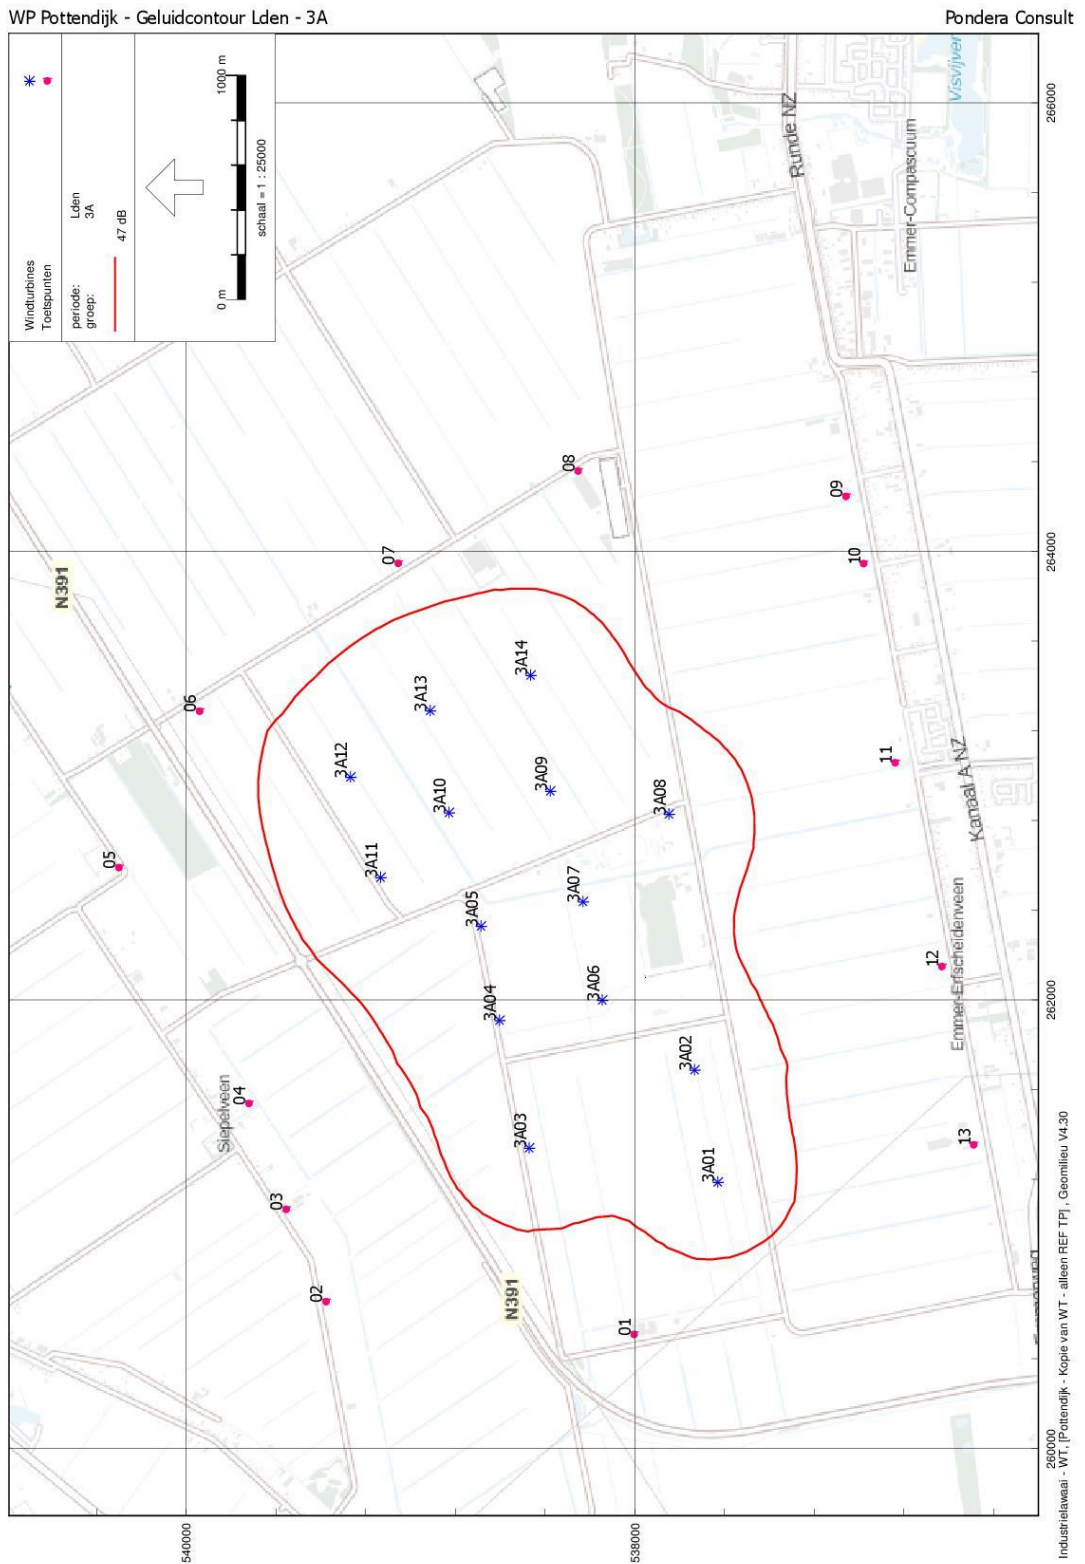 WP Pottendijk - Geluidcontour Lden - 3A
Pondera Consult
Windturbines
Toetspunten
periode: Lden
groep: 3A
47 dB
0 m 1000 m
schaal = 1 : 25000
N391
Runde NZ
Visvijver
Emmer-Compascuum
08
07
09
10
06
3A14
3A13
3A12
3A10
3A09
3A08
11
05
3A11
3A05
3A07
Kanaal A NZ
3A04
3A06
12
Emmer-Erfscheidenveen
04
Siepelveen
3A03
3A02
3A01
13
03
02
N391
01
540000
538000
260000
262000
264000
266000
Industrielawaai - WT, [Pottendijk - Kopie van WT - alleen REF TP] , Geomilieu V4.30